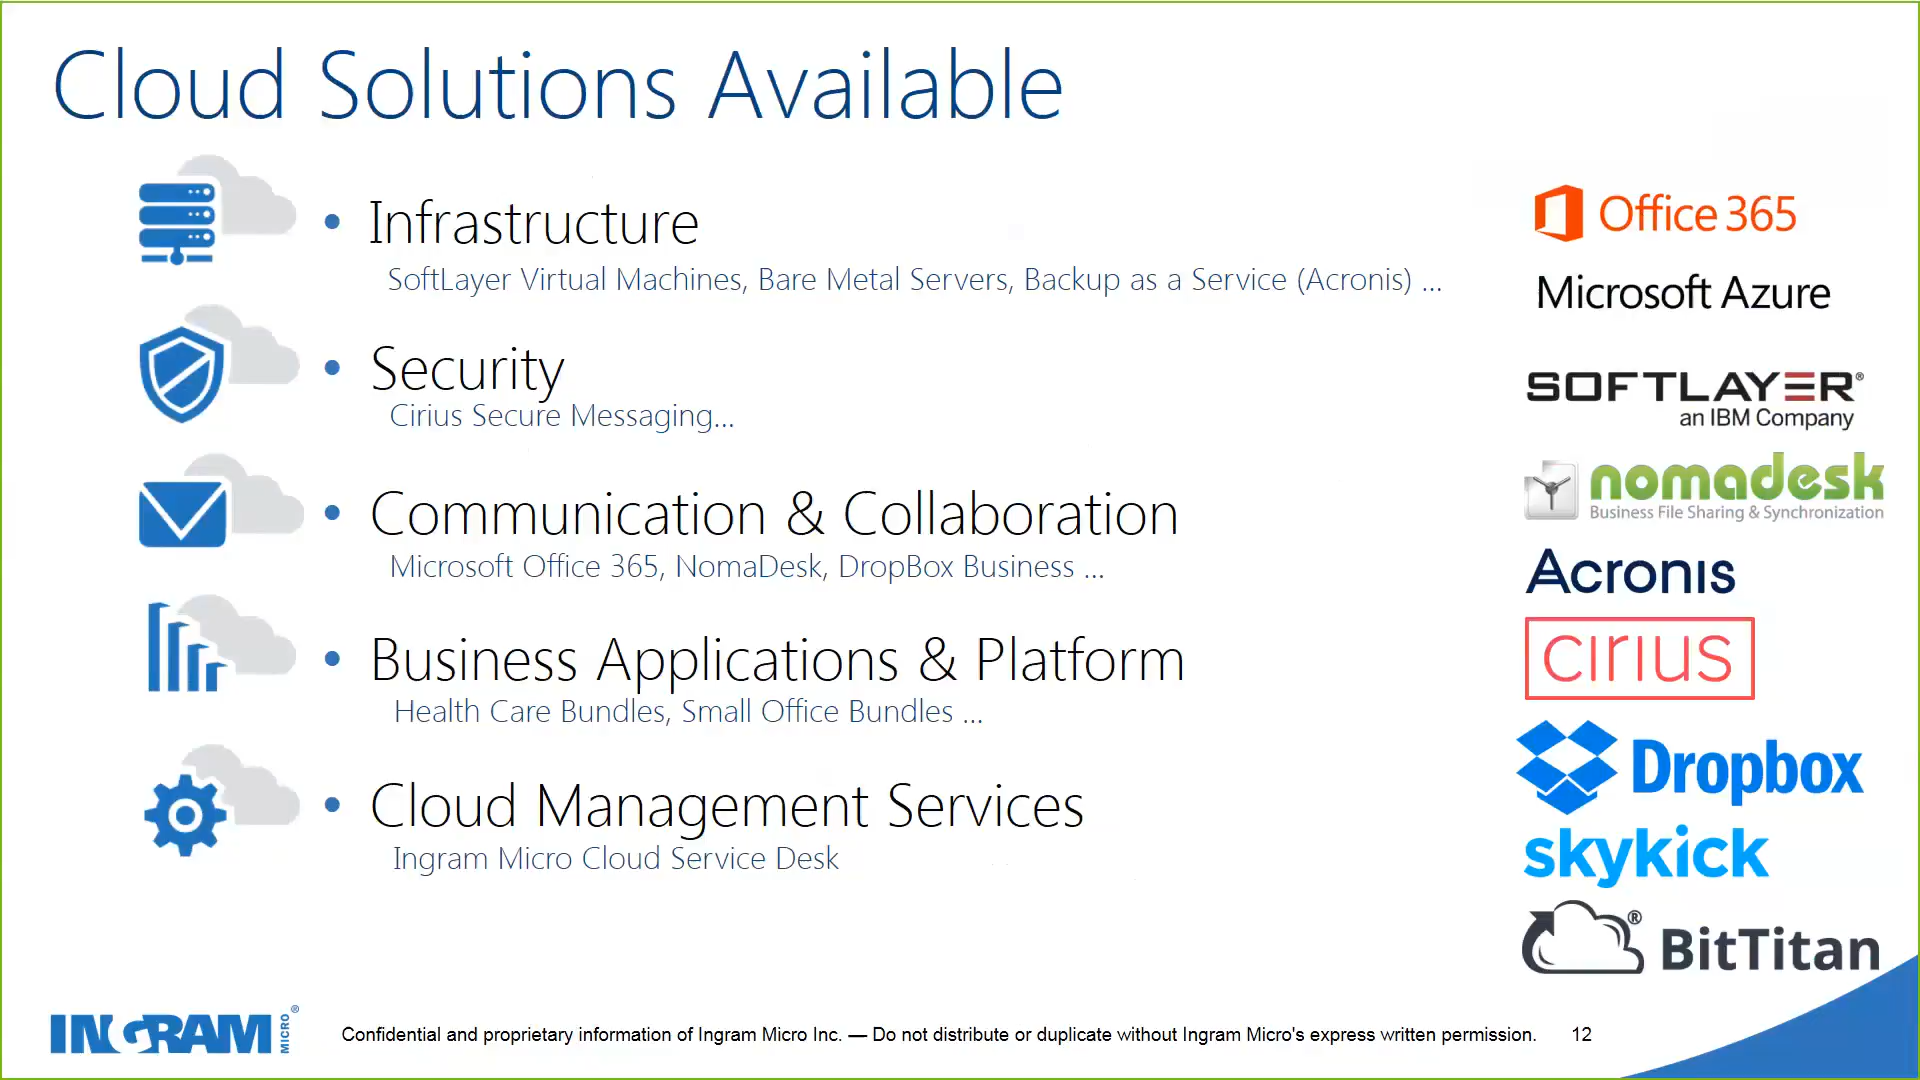 Cloud Solutions Available
• Infrastructure
SoftLayer Virtual Machines, Bare Metal Servers, Backup as a Service (Acronis) ...
• Security
Cirius Secure Messaging...
• Communication & Collaboration
Microsoft Office 365, NomaDesk, DropBox Business ...
• Business Applications & Platform
Health Care Bundles, Small Office Bundles ...
• Cloud Management Services
Ingram Micro Cloud Service Desk
Office 365
Microsoft Azure
SOFTLAYER®
an IBM Company
nomadesk
Business File Sharing & Synchronization
Acronis
cirius
Dropbox
skykick
BitTitan ®
INGRAM MICRO ®
Confidential and proprietary information of Ingram Micro Inc. — Do not distribute or duplicate without Ingram Micro's express written permission.
12